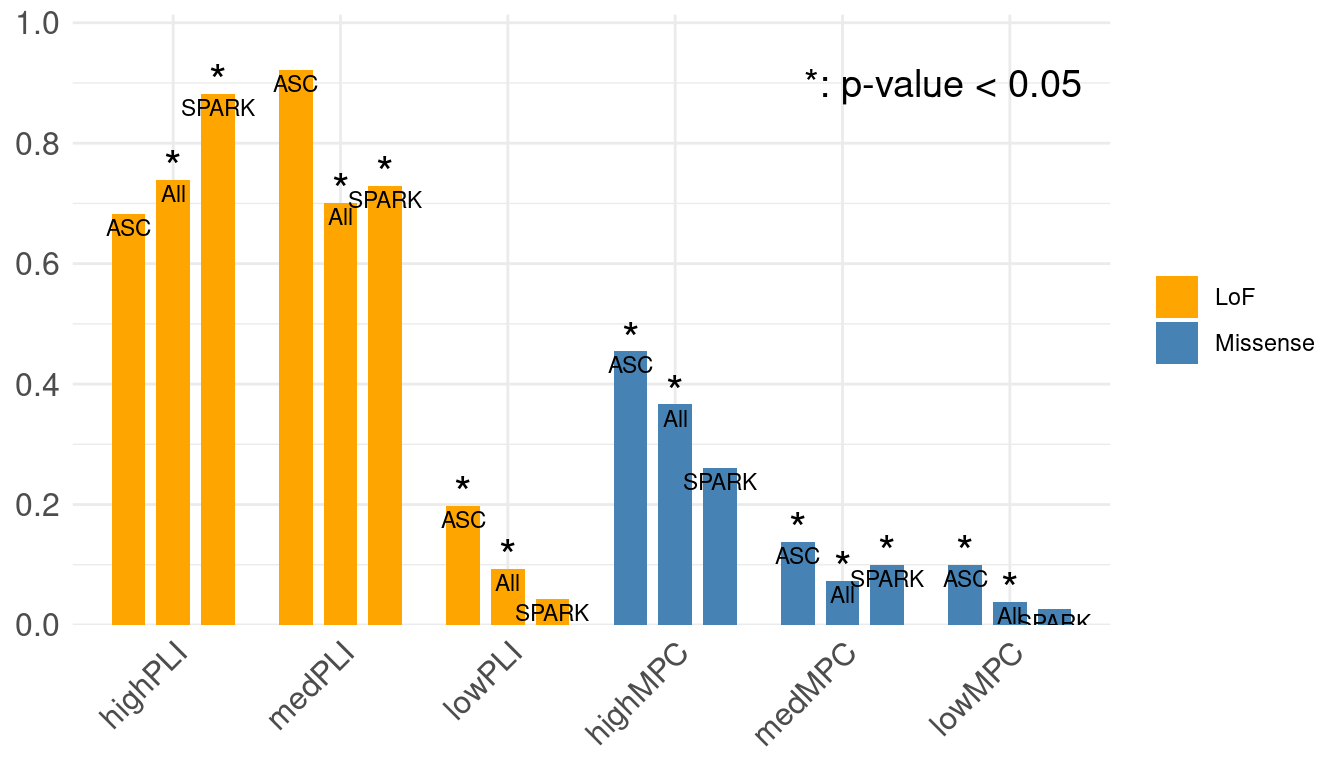 1.0
0.8
0.6
0.4
0.2
0.0
*: p-value < 0.05
ASC
*
All
*
SPARK
ASC
*
All
*
SPARK
*
ASC
*
All
SPARK
*
ASC
*
All
SPARK
*
ASC
*
All
*
SPARK
*
ASC
*
All
SPARK
highPLI
medPLI
lowPLI
highMPC
medMPC
lowMPC
LoF
Missense